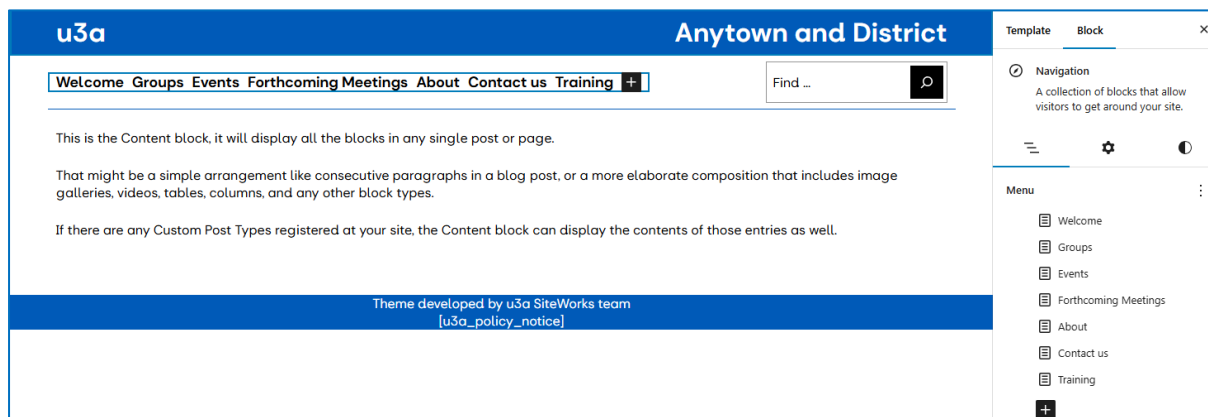 u3a
Anytown and District
Welcome Groups Events Forthcoming Meetings About Contact us Training +
Find ...
This is the Content block, it will display all the blocks in any single post or page.
That might be a simple arrangement like consecutive paragraphs in a blog post, or a more elaborate composition that includes image
galleries, videos, tables, columns, and any other block types.
If there are any Custom Post Types registered at your site, the Content block can display the contents of those entries as well.
Theme developed by u3a SiteWorks team
[u3a_policy_notice]
Template Block
Navigation
A collection of blocks that allow
visitors to get around your site.
Menu
Welcome
Groups
Events
Forthcoming Meetings
About
Contact us
Training